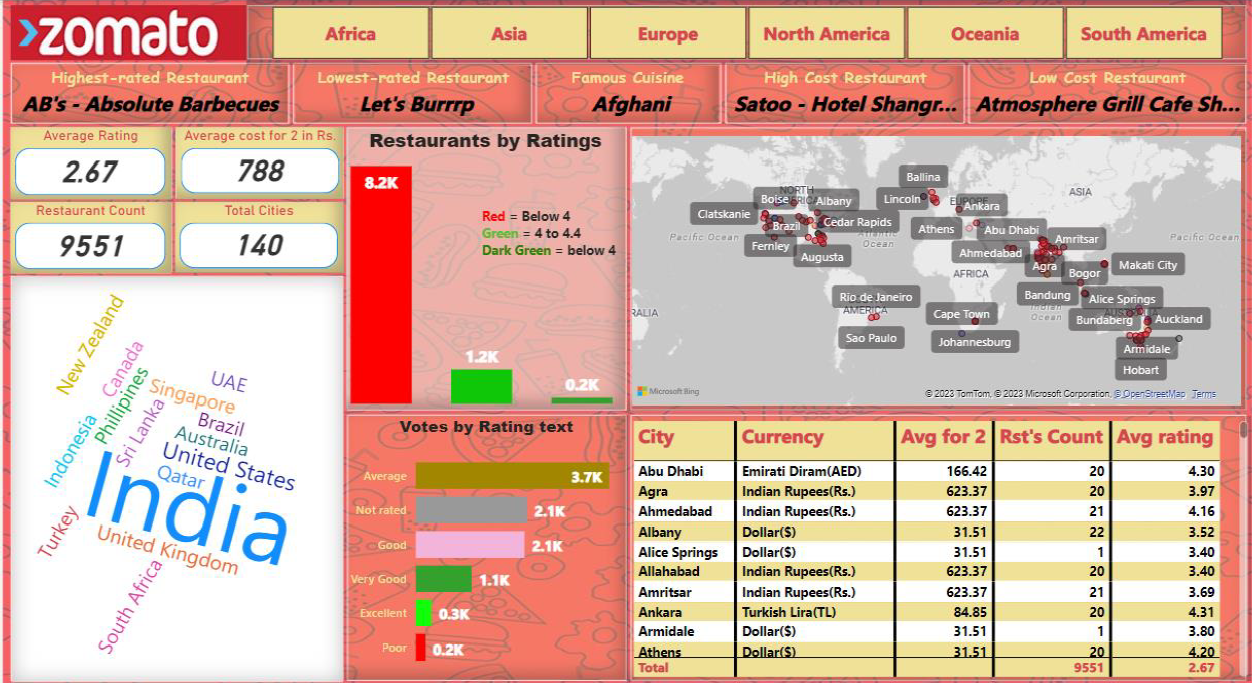 zomato
Africa
Asia
Europe
North America
Oceania
South America
Highest-rated Restaurant
AB's - Absolute Barbecues
Lowest-rated Restaurant
Let's Burrrp
Famous Cuisine
Afghani
High Cost Restaurant
Satoo - Hotel Shangr...
Low Cost Restaurant
Atmosphere Grill Cafe Sh...
Average Rating
2.67
Average cost for 2 in Rs.
788
Restaurant Count
9551
Total Cities
140
New Zealand
Canada
Phillipines
Indonesia
Sri Lanka
UAE
Singapore
Brazil
Australia
United States
Qatar
India
Turkey
United Kingdom
South Africa
Restaurants by Ratings
8.2K
Red = Below 4
Green = 4 to 4.4
Dark Green = below 4
1.2K
0.2K
Votes by Rating text
Average 3.7K
Not rated 2.1K
Good 2.1K
Very Good 1.1K
Excellent 0.3K
Poor 0.2K
Ballina
ASIA
NORTH
Boise
Albany
Lincoln
EUROPE
Ankara
Clatskanie
Brazil
Cedar Rapids
Athens
Abu Dhabi
Pacific Ocean
Atlantic
Ocean
Amritsar
Pacific Ocean
Fernley
Augusta
Ahmedabad
Agra
Bogor
Makati City
AFRICA
Rio de Janeiro
AMERICA
Bandung
Indian
Ocean
Alice Springs
RALIA
Cape Town
Bundaberg
Auckland
Sao Paulo
Johannesburg
Armidale
Hobart
Microsoft Bing
© 2023 TomTom, © 2023 Microsoft Corporation, © OpenStreetMap Terms
City Currency Avg for 2 Rst's Count Avg rating
Abu Dhabi Emirati Diram(AED) 166.42 20 4.30
Agra Indian Rupees(Rs.) 623.37 20 3.97
Ahmedabad Indian Rupees(Rs.) 623.37 21 4.16
Albany Dollar($) 31.51 22 3.52
Alice Springs Dollar($) 31.51 1 3.40
Allahabad Indian Rupees(Rs.) 623.37 20 3.40
Amritsar Indian Rupees(Rs.) 623.37 21 3.69
Ankara Turkish Lira(TL) 84.85 20 4.31
Armidale Dollar($) 31.51 1 3.80
Athens Dollar($) 31.51 20 4.20
Total 9551 2.67